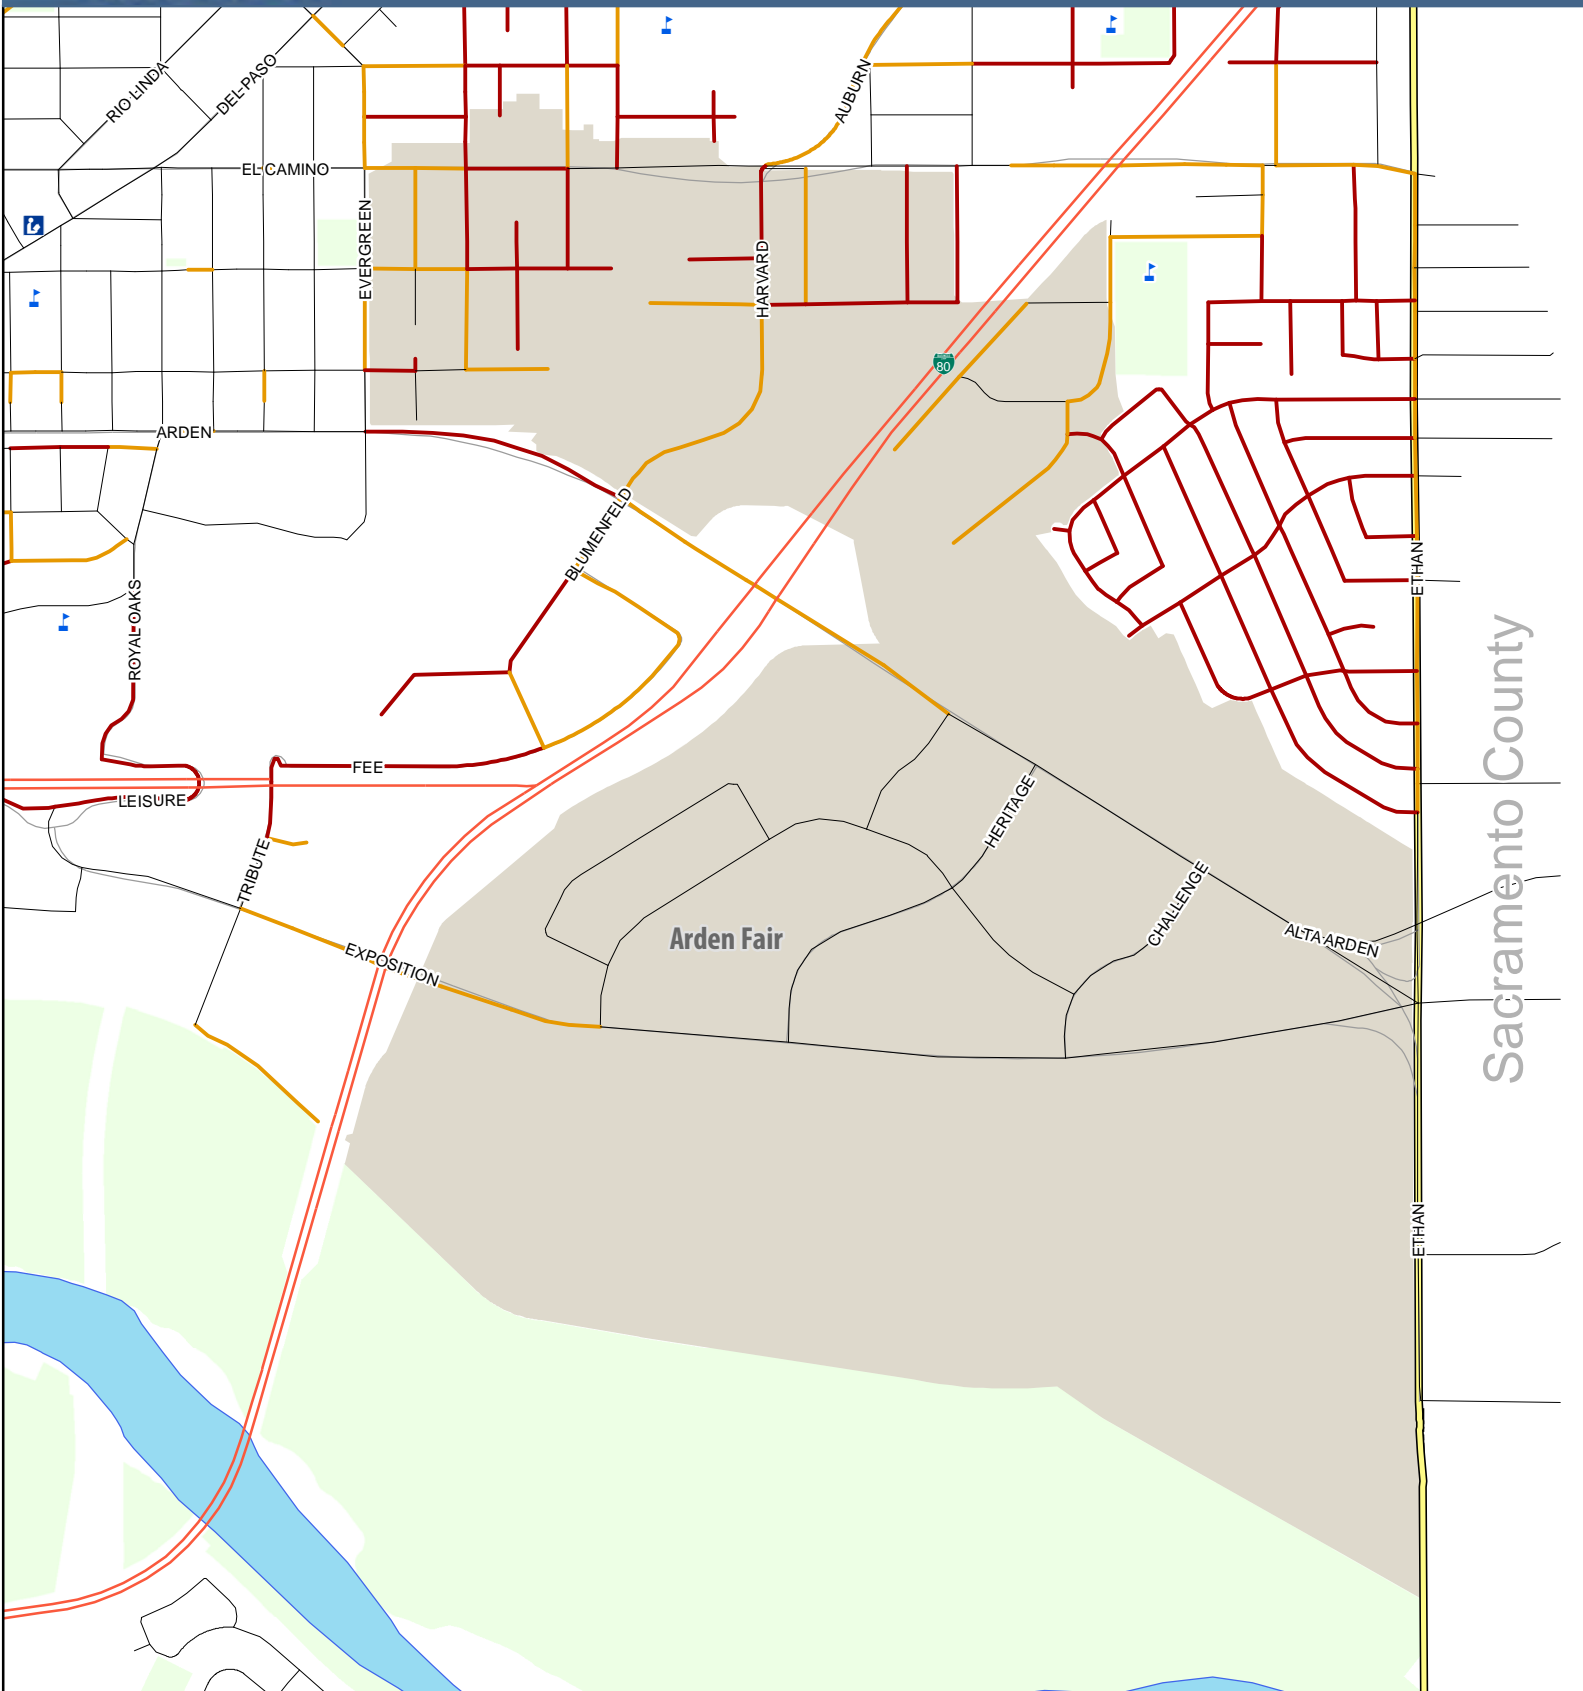 RIO LINDA
DEL PASO
AUBURN
EL CAMINO
EVERGREEN
HARVARD
80
ARDEN
BLUMENFELD
ETHAN
ROYAL OAKS
Sacramento County
FEE
LEISURE
HERITAGE
TRIBUTE
CHALLENGE
Arden Fair
ALTA ARDEN
EXPOSITION
ETHAN